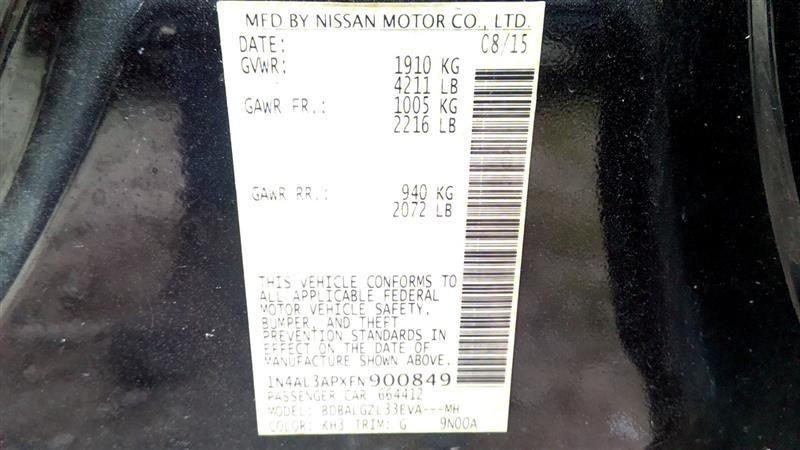 MFD BY NISSAN MOTOR CO., LTD.
DATE: 08/15
GVWR: 1910 KG
4211 LB
GAWR FR.: 1005 KG
2216 LB
GAWR RR.: 940 KG
2072 LB
THIS VEHICLE CONFORMS TO
ALL APPLICABLE FEDERAL
MOTOR VEHICLE SAFETY,
BUMPER, AND THEFT
PREVENTION STANDARDS IN
EFFECT ON THE DATE OF
MANUFACTURE SHOWN ABOVE.
1N4AL3APXFN900849
PASSENGER CAR 664412
MODEL: BDBALGZL33EVA---MH
COLOR: KH3 TRIM: G 9N00A